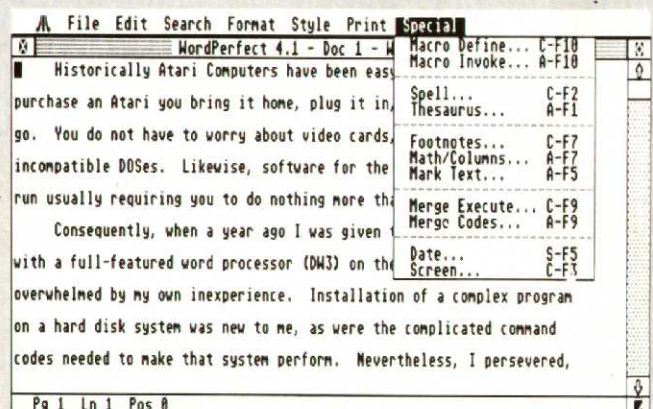 File Edit Search Format Style Print Special
WordPerfect 4.1 - Doc 1 -
Macro Define... C-F10
Macro Invoke... A-F10
Spell... C-F2
Thesaurus... A-F1
Footnotes... C-F7
Math/Columns... A-F7
Mark Text... A-F5
Merge Execute... C-F9
Merge Codes... A-F9
Date... S-F5
Screen... C-F3
Historically Atari Computers have been easy
purchase an Atari you bring it home, plug it in,
go. You do not have to worry about video cards,
incompatible DOSes. Likewise, software for the
run usually requiring you to do nothing more
Consequently, when a year ago I was given
with a full-featured word processor (DW3) on the
overwhelmed by my own inexperience. Installation of a complex program
on a hard disk system was new to me, as were the complicated command
codes needed to make that system perform. Nevertheless, I persevered,
Pg 1 Ln 1 Pos 0